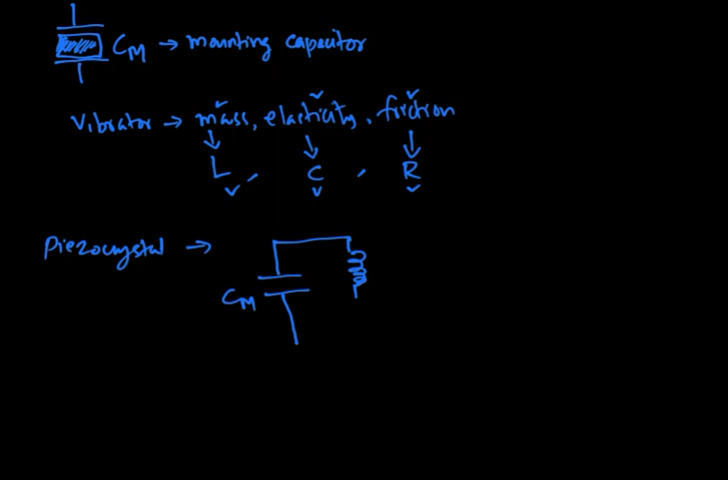 CM → mounting capacitor
Vibrator → mass, elasticity, friction
L, C, R
Piezocrystal →
CM